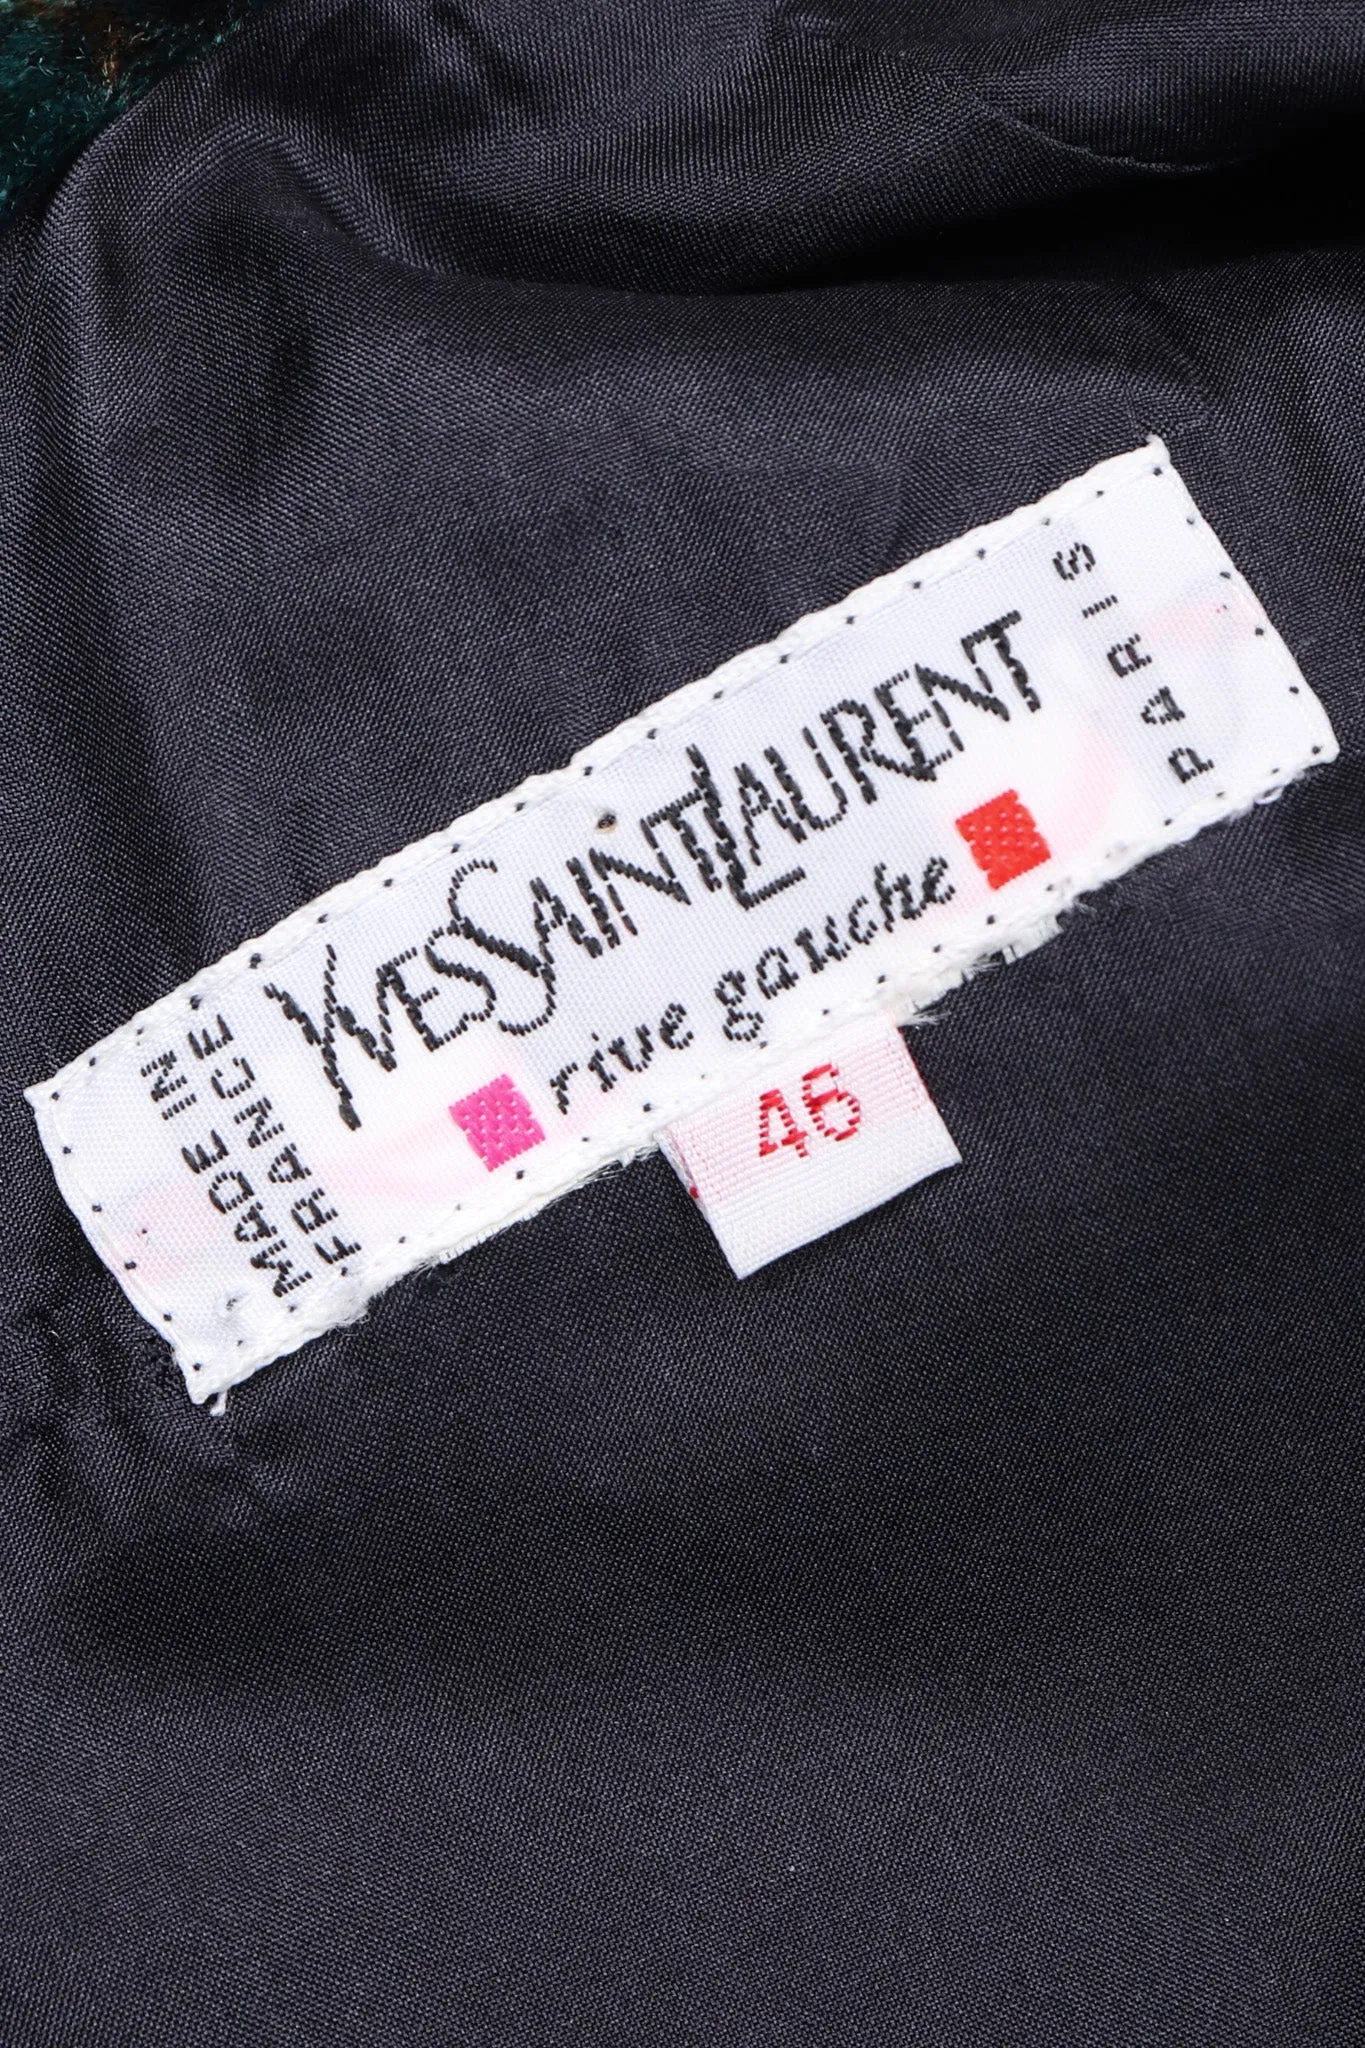 MADE IN
FRANCE
YVES SAINT LAURENT
rive gauche
PARIS
46